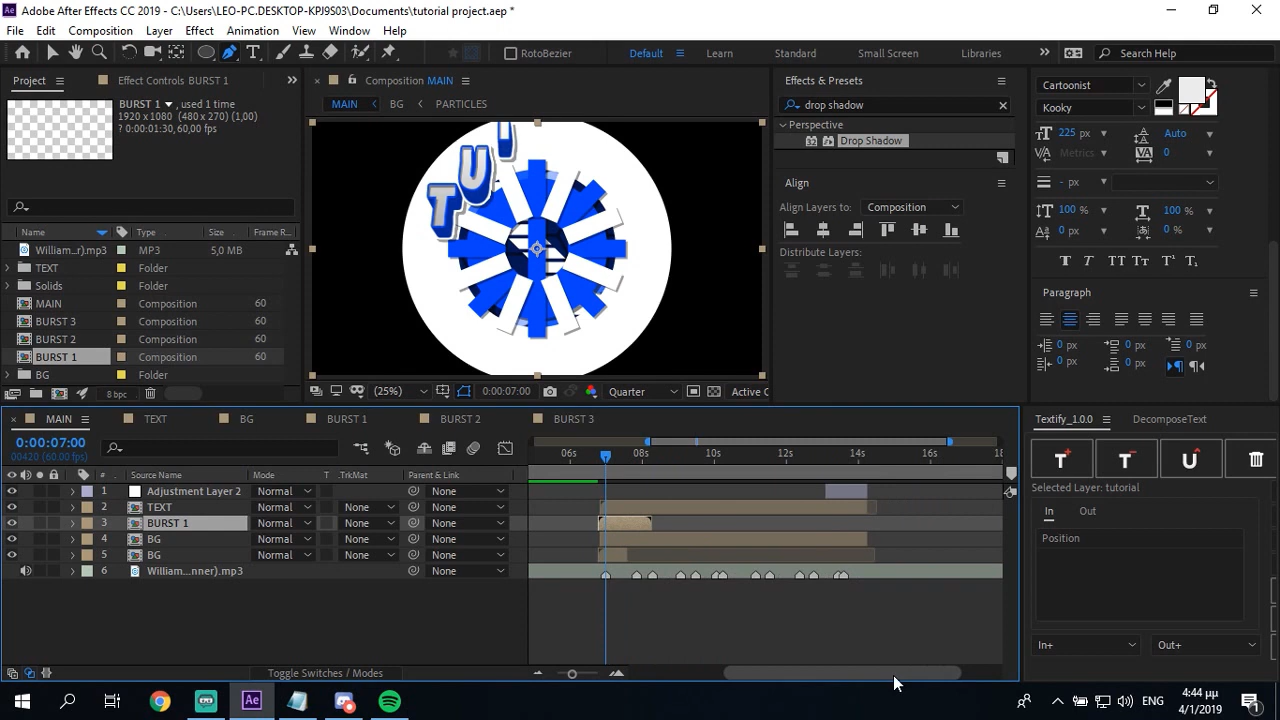 Adobe After Effects CC 2019 - C:\Users\LEO-PC.DESKTOP-KPJ9S03\Documents\tutorial project.aep *
File Edit Composition Layer Effect Animation View Window Help
RotoBezier Default Learn Standard Small Screen Libraries Search Help
Project Effect Controls BURST 1
BURST 1, used 1 time
1920 x 1080 (480 x 270) (1,00)
? 0:00:01:30, 60,00 fps
Name Type Size Frame R..
William...r).mp3 MP3 5,0 MB
TEXT Folder
Solids Folder
MAIN Composition 60
BURST 3 Composition 60
BURST 2 Composition 60
BURST 1 Composition 60
BG Folder
8 bpc
Composition MAIN
MAIN BG PARTICLES
T U
(25%) 0:00:07:00 Quarter Active C
Effects & Presets
drop shadow
Perspective
32 Drop Shadow
Align
Align Layers to: Composition
Distribute Layers:
Cartoonist
Kooky
225 px Auto
Metrics 0
- px
100 % 100 %
0 px 0 %
Paragraph
0 px 0 px 0 px
0 px 0 px
MAIN TEXT BG BURST 1 BURST 2 BURST 3
0:00:07:00
00420 (60.00 fps)
06s 08s 10s 12s 14s 16s 18
# Source Name Mode T .TrkMat Parent & Link
1 Adjustment Layer 2 Normal None
2 TEXT Normal None None
3 BURST 1 Normal None None
4 BG Normal None None
5 BG Normal None None
6 William...nner).mp3 None
Toggle Switches / Modes
Textify_1.0.0 DecomposeText
Selected Layer: tutorial
In Out
Position
In+ Out+
ENG
4:44 μμ
4/1/2019
1